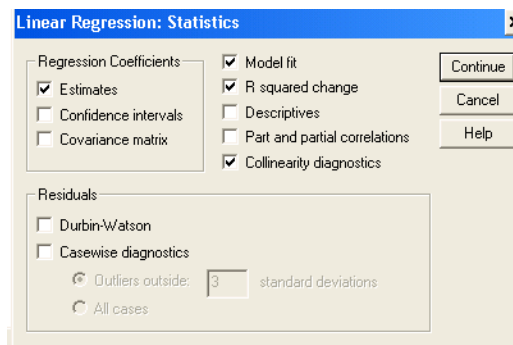 Linear Regression: Statistics
Regression Coefficients
Estimates
Confidence intervals
Covariance matrix
Model fit
R squared change
Descriptives
Part and partial correlations
Collinearity diagnostics
Continue
Cancel
Help
Residuals
Durbin-Watson
Casewise diagnostics
Outliers outside: 3 standard deviations
All cases